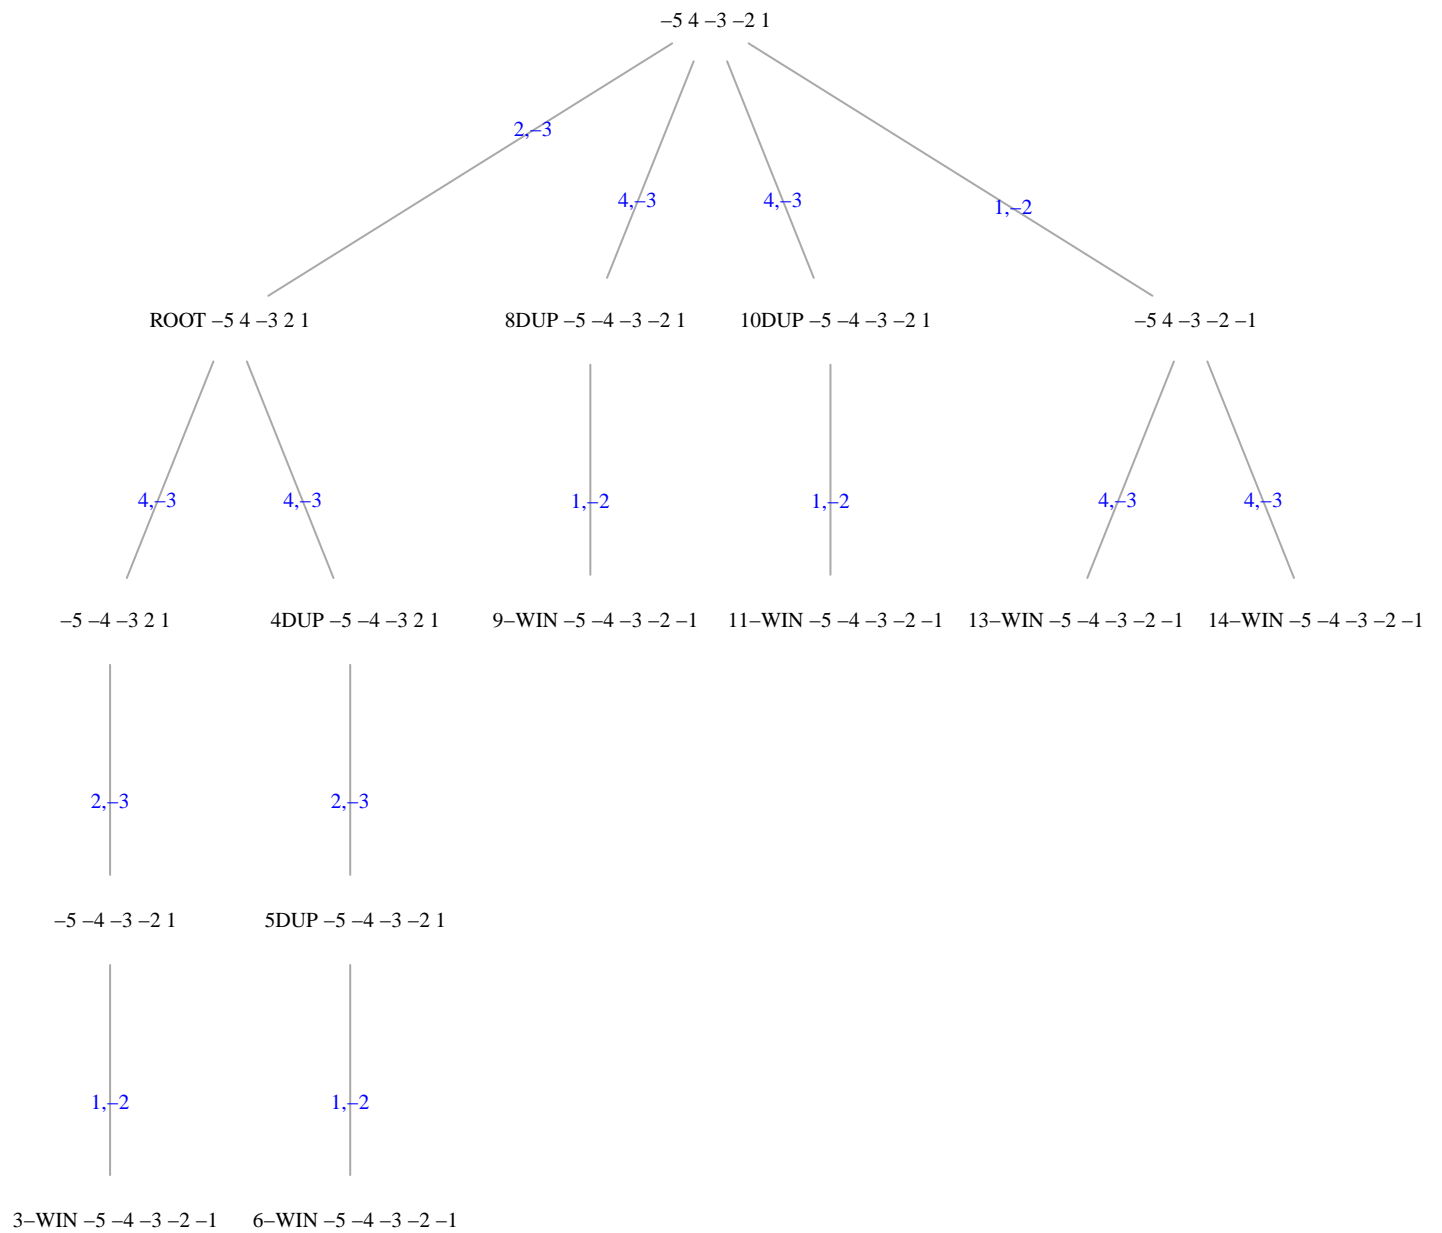 –5 4 –3 –2 1
2,–3
4,–3 4,–3
1,–2
ROOT –5 4 –3 2 1 8DUP –5 –4 –3 –2 1 10DUP –5 –4 –3 –2 1 –5 4 –3 –2 –1
4,–3 4,–3 1,–2 1,–2 4,–3 4,–3
–5 –4 –3 2 1 4DUP –5 –4 –3 2 1 9–WIN –5 –4 –3 –2 –1 11–WIN –5 –4 –3 –2 –1 13–WIN –5 –4 –3 –2 –1 14–WIN –5 –4 –3 –2 –1
2,–3 2,–3
–5 –4 –3 –2 1 5DUP –5 –4 –3 –2 1
1,–2 1,–2
3–WIN –5 –4 –3 –2 –1 6–WIN –5 –4 –3 –2 –1